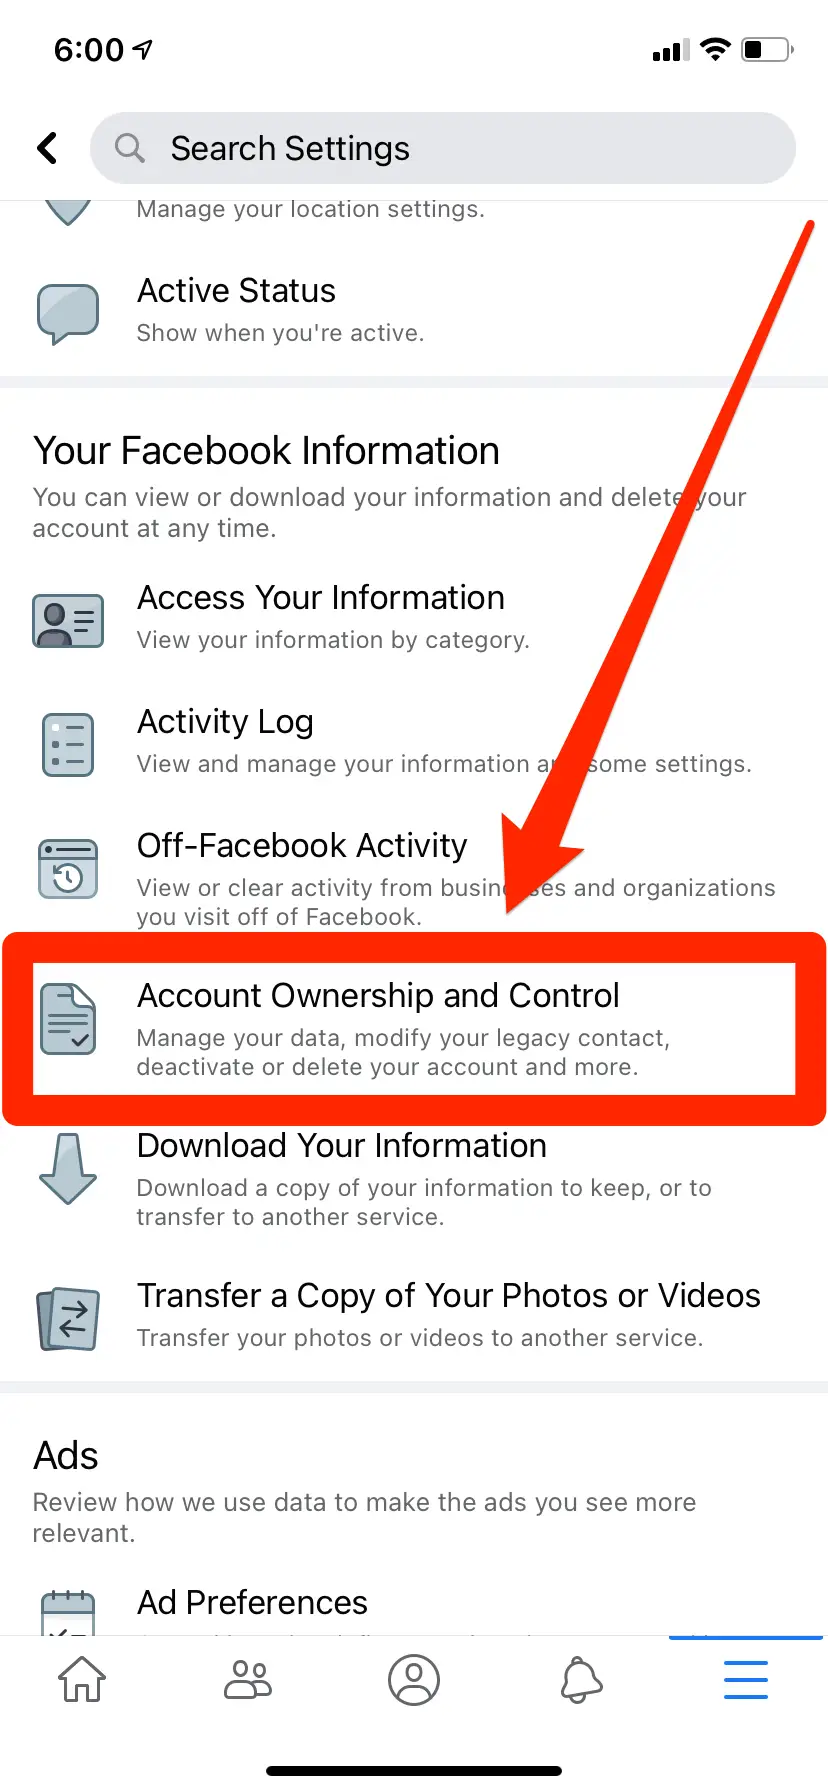 6:00
Search Settings
Manage your location settings.
Active Status
Show when you're active.
Your Facebook Information
You can view or download your information and delete your
account at any time.
Access Your Information
View your information by category.
Activity Log
View and manage your information and some settings.
Off-Facebook Activity
View or clear activity from businesses and organizations
you visit off of Facebook.
Account Ownership and Control
Manage your data, modify your legacy contact,
deactivate or delete your account and more.
Download Your Information
Download a copy of your information to keep, or to
transfer to another service.
Transfer a Copy of Your Photos or Videos
Transfer your photos or videos to another service.
Ads
Review how we use data to make the ads you see more
relevant.
Ad Preferences